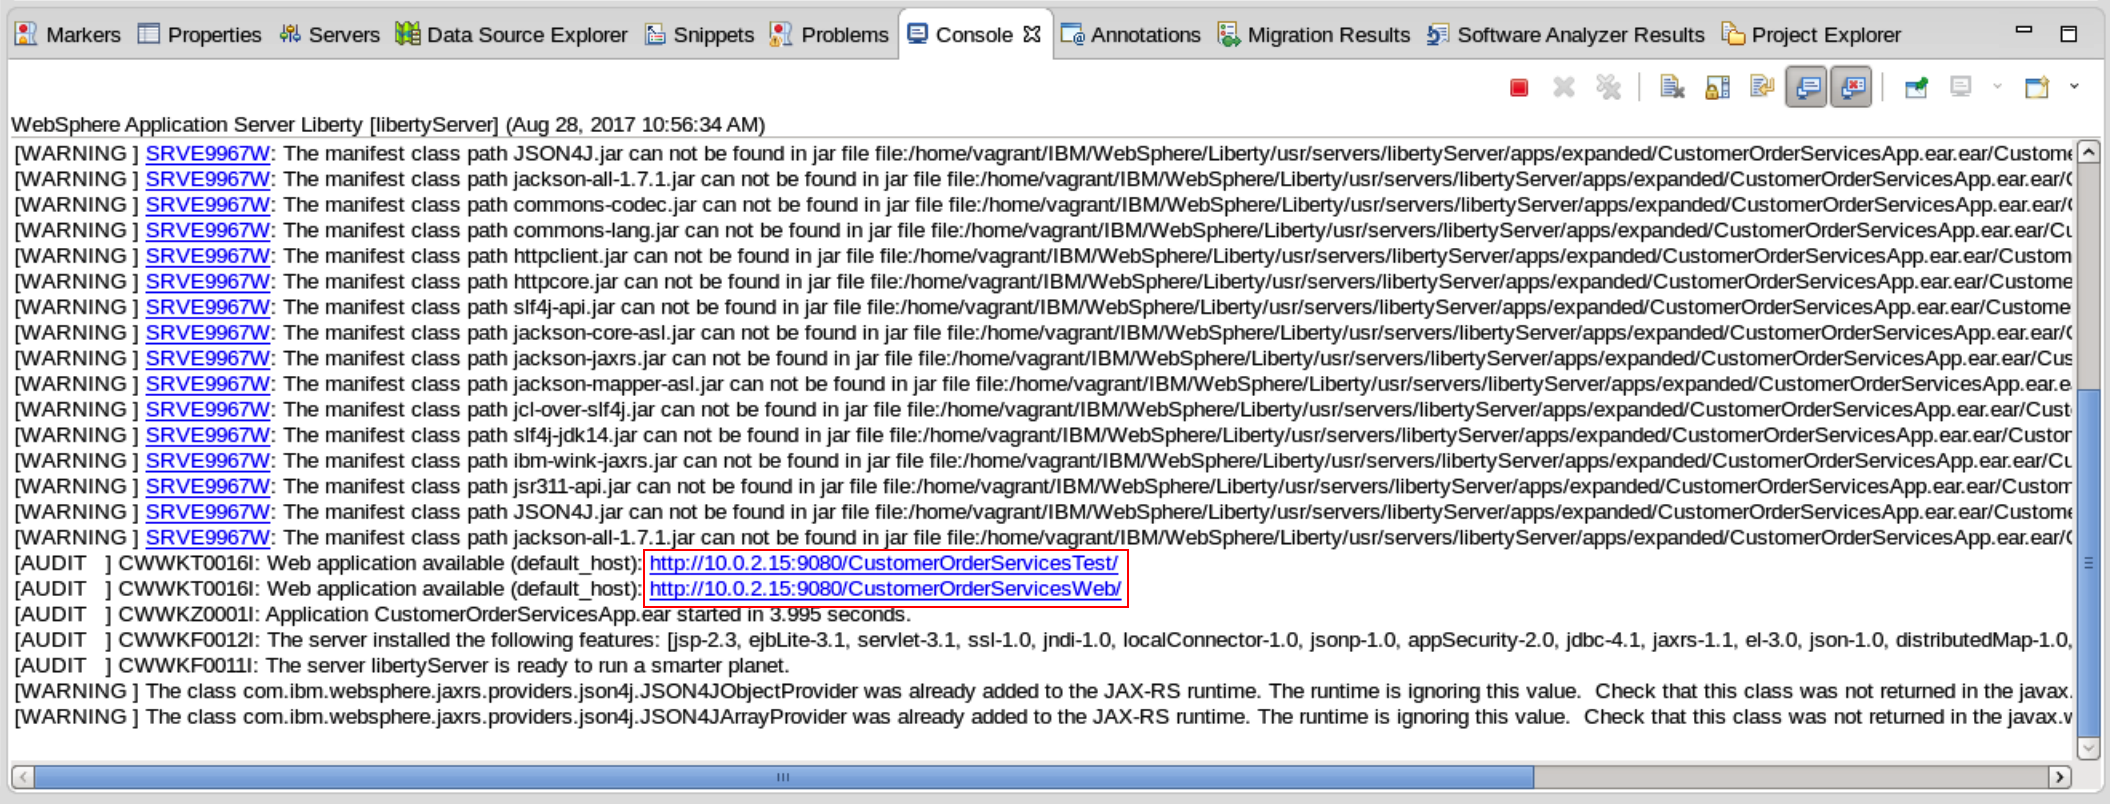 Markers Properties Servers Data Source Explorer Snippets Problems Console Annotations Migration Results Software Analyzer Results Project Explorer
WebSphere Application Server Liberty [libertyServer] (Aug 28, 2017 10:56:34 AM)
[WARNING ] SRVE9967W: The manifest class path JSON4J.jar can not be found in jar file file:/home/vagrant/IBM/WebSphere/Liberty/usr/servers/libertyServer/apps/expanded/CustomerOrderServicesApp.ear.ear/Custome
[WARNING ] SRVE9967W: The manifest class path jackson-all-1.7.1.jar can not be found in jar file file:/home/vagrant/IBM/WebSphere/Liberty/usr/servers/libertyServer/apps/expanded/CustomerOrderServicesApp.ear.ear/C
[WARNING ] SRVE9967W: The manifest class path commons-codec.jar can not be found in jar file file:/home/vagrant/IBM/WebSphere/Liberty/usr/servers/libertyServer/apps/expanded/CustomerOrderServicesApp.ear.ear/C
[WARNING ] SRVE9967W: The manifest class path commons-lang.jar can not be found in jar file file:/home/vagrant/IBM/WebSphere/Liberty/usr/servers/libertyServer/apps/expanded/CustomerOrderServicesApp.ear.ear/Cu
[WARNING ] SRVE9967W: The manifest class path httpclient.jar can not be found in jar file file:/home/vagrant/IBM/WebSphere/Liberty/usr/servers/libertyServer/apps/expanded/CustomerOrderServicesApp.ear.ear/Custom
[WARNING ] SRVE9967W: The manifest class path httpcore.jar can not be found in jar file file:/home/vagrant/IBM/WebSphere/Liberty/usr/servers/libertyServer/apps/expanded/CustomerOrderServicesApp.ear.ear/Custome
[WARNING ] SRVE9967W: The manifest class path slf4j-api.jar can not be found in jar file file:/home/vagrant/IBM/WebSphere/Liberty/usr/servers/libertyServer/apps/expanded/CustomerOrderServicesApp.ear.ear/Custome
[WARNING ] SRVE9967W: The manifest class path jackson-core-asl.jar can not be found in jar file file:/home/vagrant/IBM/WebSphere/Liberty/usr/servers/libertyServer/apps/expanded/CustomerOrderServicesApp.ear.ear/C
[WARNING ] SRVE9967W: The manifest class path jackson-jaxrs.jar can not be found in jar file file:/home/vagrant/IBM/WebSphere/Liberty/usr/servers/libertyServer/apps/expanded/CustomerOrderServicesApp.ear.ear/Cus
[WARNING ] SRVE9967W: The manifest class path jackson-mapper-asl.jar can not be found in jar file file:/home/vagrant/IBM/WebSphere/Liberty/usr/servers/libertyServer/apps/expanded/CustomerOrderServicesApp.ear.e
[WARNING ] SRVE9967W: The manifest class path jcl-over-slf4j.jar can not be found in jar file file:/home/vagrant/IBM/WebSphere/Liberty/usr/servers/libertyServer/apps/expanded/CustomerOrderServicesApp.ear.ear/Cust
[WARNING ] SRVE9967W: The manifest class path slf4j-jdk14.jar can not be found in jar file file:/home/vagrant/IBM/WebSphere/Liberty/usr/servers/libertyServer/apps/expanded/CustomerOrderServicesApp.ear.ear/Custor
[WARNING ] SRVE9967W: The manifest class path ibm-wink-jaxrs.jar can not be found in jar file file:/home/vagrant/IBM/WebSphere/Liberty/usr/servers/libertyServer/apps/expanded/CustomerOrderServicesApp.ear.ear/Cu
[WARNING ] SRVE9967W: The manifest class path jsr311-api.jar can not be found in jar file file:/home/vagrant/IBM/WebSphere/Liberty/usr/servers/libertyServer/apps/expanded/CustomerOrderServicesApp.ear.ear/Custom
[WARNING ] SRVE9967W: The manifest class path JSON4J.jar can not be found in jar file file:/home/vagrant/IBM/WebSphere/Liberty/usr/servers/libertyServer/apps/expanded/CustomerOrderServicesApp.ear.ear/Custome
[WARNING ] SRVE9967W: The manifest class path jackson-all-1.7.1.jar can not be found in jar file file:/home/vagrant/IBM/WebSphere/Liberty/usr/servers/libertyServer/apps/expanded/CustomerOrderServicesApp.ear.ear/C
[AUDIT ] CWWKT0016I: Web application available (default_host): http://10.0.2.15:9080/CustomerOrderServicesTest/
[AUDIT ] CWWKT0016I: Web application available (default_host): http://10.0.2.15:9080/CustomerOrderServicesWeb/
[AUDIT ] CWWKZ0001I: Application CustomerOrderServicesApp.ear started in 3.995 seconds.
[AUDIT ] CWWKF0012I: The server installed the following features: [jsp-2.3, ejbLite-3.1, servlet-3.1, ssl-1.0, jndi-1.0, localConnector-1.0, jsonp-1.0, appSecurity-2.0, jdbc-4.1, jaxrs-1.1, el-3.0, json-1.0, distributedMap-1.0,
[AUDIT ] CWWKF0011I: The server libertyServer is ready to run a smarter planet.
[WARNING ] The class com.ibm.websphere.jaxrs.providers.json4j.JSON4JObjectProvider was already added to the JAX-RS runtime. The runtime is ignoring this value. Check that this class was not returned in the javax.
[WARNING ] The class com.ibm.websphere.jaxrs.providers.json4j.JSON4JArrayProvider was already added to the JAX-RS runtime. The runtime is ignoring this value. Check that this class was not returned in the javax.w